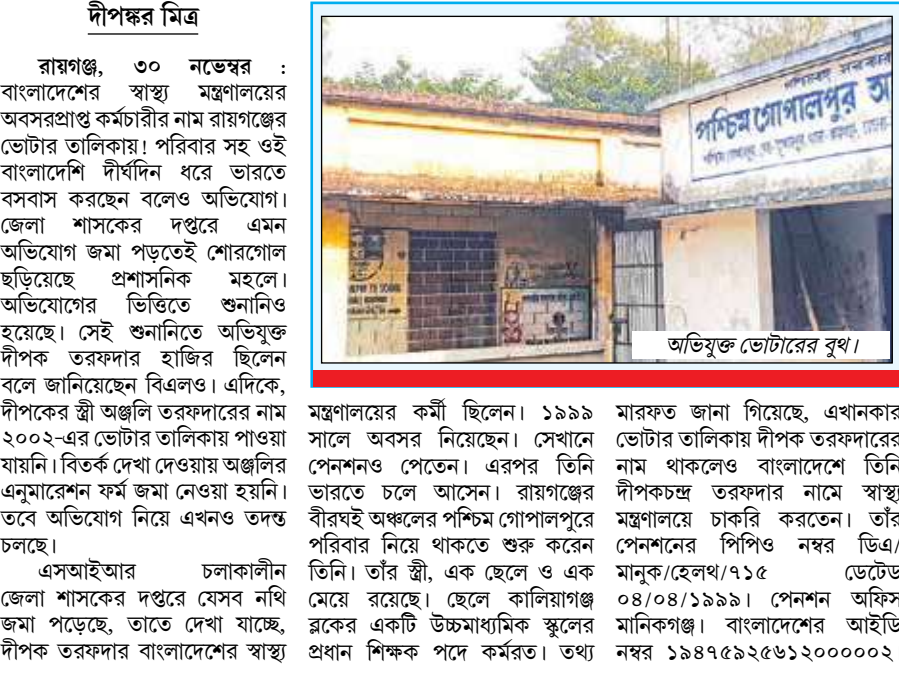 দীপঙ্কর মিত্র
রায়গঞ্জ, ৩০ নভেম্বর :
বাংলাদেশের স্বাস্থ্য মন্ত্রণালয়ের
অবসরপ্রাপ্ত কর্মচারীর নাম রায়গঞ্জের
ভোটার তালিকায়! পরিবার সহ ওই
বাংলাদেশি দীর্ঘদিন ধরে ভারতে
বসবাস করছেন বলেও অভিযোগ।
জেলা শাসকের দপ্তরে এমন
অভিযোগ জমা পড়তেই শোরগোল
ছড়িয়েছে প্রশাসনিক মহলে।
অভিযোগের ভিত্তিতে শুনানিও
হয়েছে। সেই শুনানিতে অভিযুক্ত
দীপক তরফদার হাজির ছিলেন
বলে জানিয়েছেন বিএলও। এদিকে,
দীপকের স্ত্রী অঞ্জলি তরফদারের নাম
২০০২-এর ভোটার তালিকায় পাওয়া
যায়নি। বিতর্ক দেখা দেওয়ায় অঞ্জলির
এনুমারেশন ফর্ম জমা নেওয়া হয়নি।
তবে অভিযোগ নিয়ে এখনও তদন্ত
চলছে।
এসআইআর চলাকালীন
জেলা শাসকের দপ্তরে যেসব নথি
জমা পড়েছে, তাতে দেখা যাচ্ছে,
দীপক তরফদার বাংলাদেশের স্বাস্থ্য
পশ্চিম গোপালপুর অ
অভিযুক্ত ভোটারের বুথ।
মন্ত্রণালয়ের কর্মী ছিলেন। ১৯৯৯
সালে অবসর নিয়েছেন। সেখানে
পেনশনও পেতেন। এরপর তিনি
ভারতে চলে আসেন। রায়গঞ্জের
বীরঘই অঞ্চলের পশ্চিম গোপালপুরে
পরিবার নিয়ে থাকতে শুরু করেন
তিনি। তাঁর স্ত্রী, এক ছেলে ও এক
মেয়ে রয়েছে। ছেলে কালিয়াগঞ্জ
ব্লকের একটি উচ্চমাধ্যমিক স্কুলের
প্রধান শিক্ষক পদে কর্মরত। তথ্য
মারফত জানা গিয়েছে, এখানকার
ভোটার তালিকায় দীপক তরফদারের
নাম থাকলেও বাংলাদেশে তিনি
দীপকচন্দ্র তরফদার নামে স্বাস্থ্য
মন্ত্রণালয়ে চাকরি করতেন। তাঁর
পেনশনের পিপিও নম্বর ডিএ/
মানুক/হেলথ/৭১৫ ডেটেড
০৪/০৪/১৯৯৯। পেনশন অফিস
মানিকগঞ্জ। বাংলাদেশের আইডি
নম্বর ১৯৪৭৫৯২৫৬১২০০০০০২